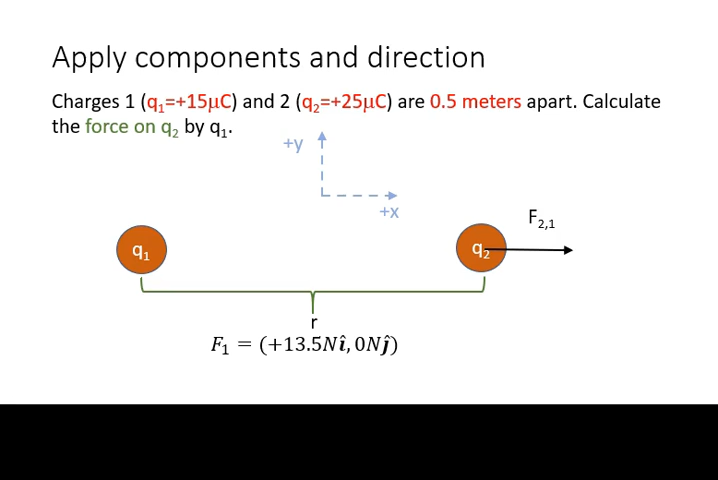 Apply components and direction
Charges 1 (q₁=+15μC) and 2 (q₂=+25μC) are 0.5 meters apart. Calculate
the force on q₂ by q₁.
+y
+x
F₂,₁
q₁
q₂
r
F₁ = (+13.5Nî, 0Nĵ)